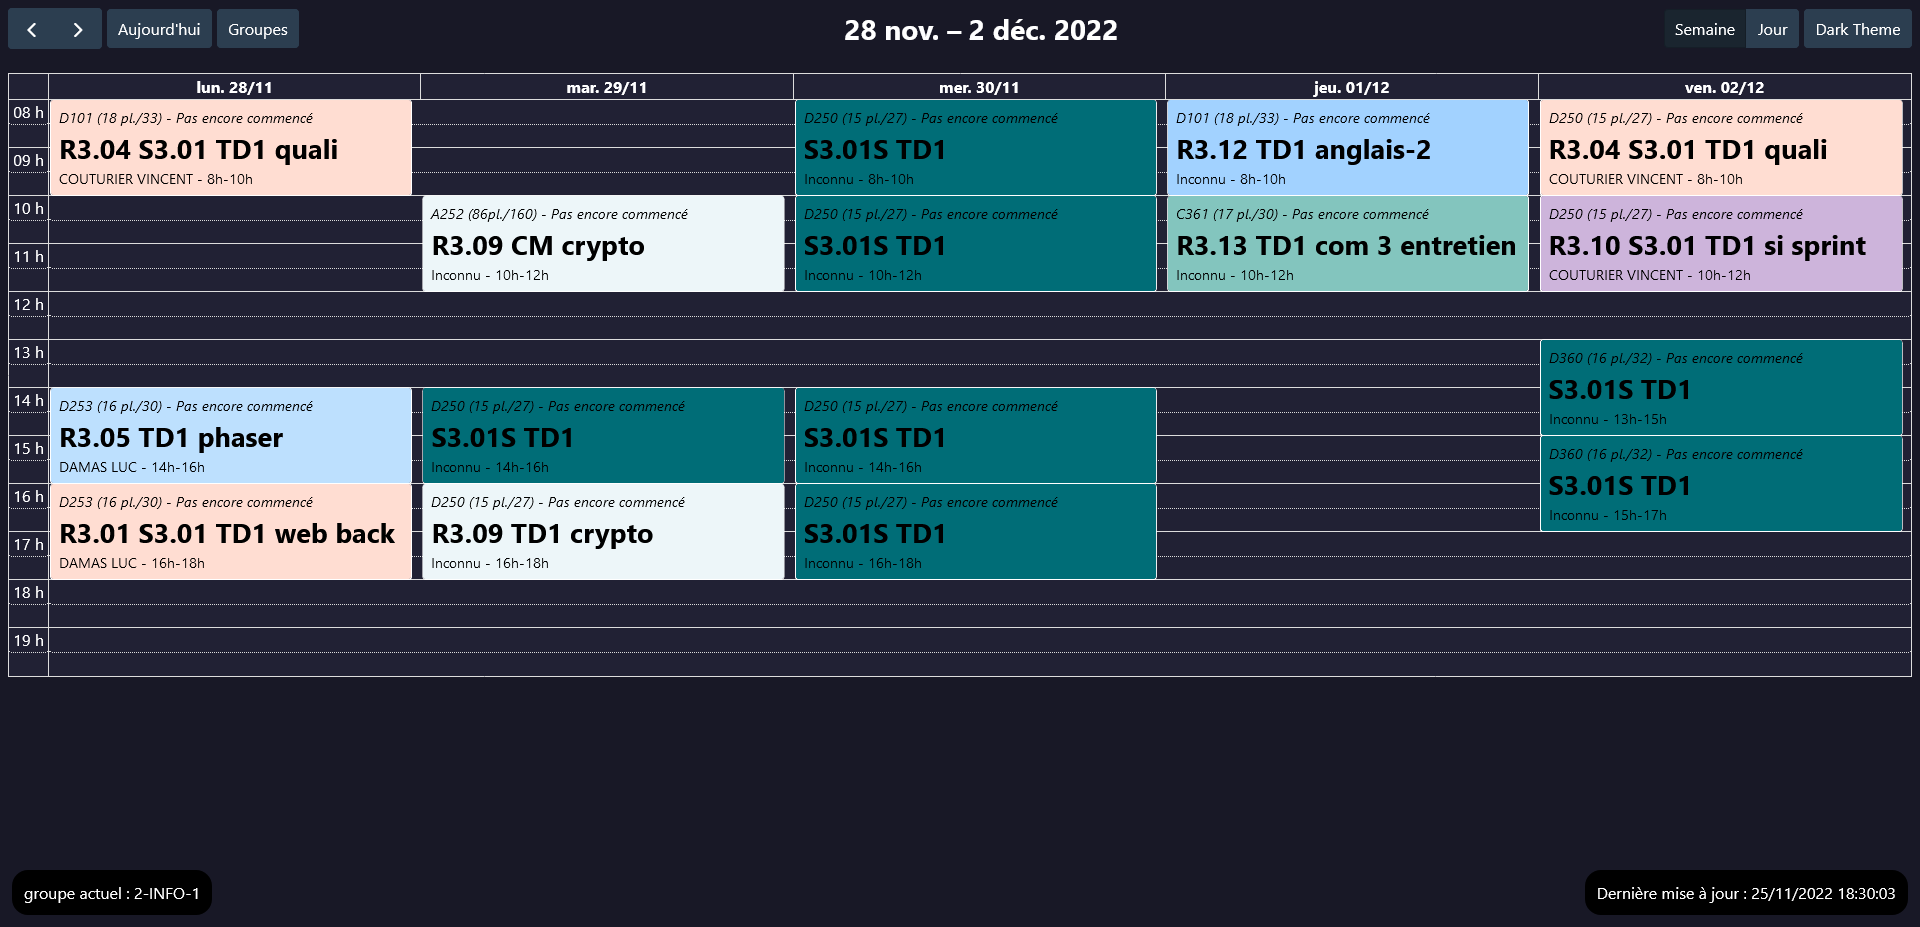 Aujourd'hui
Groupes
28 nov. – 2 déc. 2022
Semaine
Jour
Dark Theme
lun. 28/11
mar. 29/11
mer. 30/11
jeu. 01/12
ven. 02/12
08 h
09 h
10 h
11 h
12 h
13 h
14 h
15 h
16 h
17 h
18 h
19 h
D101 (18 pl./33) - Pas encore commencé
R3.04 S3.01 TD1 quali
COUTURIER VINCENT - 8h-10h
D253 (16 pl./30) - Pas encore commencé
R3.05 TD1 phaser
DAMAS LUC - 14h-16h
D253 (16 pl./30) - Pas encore commencé
R3.01 S3.01 TD1 web back
DAMAS LUC - 16h-18h
A252 (86pl./160) - Pas encore commencé
R3.09 CM crypto
Inconnu - 10h-12h
D250 (15 pl./27) - Pas encore commencé
S3.01S TD1
Inconnu - 14h-16h
D250 (15 pl./27) - Pas encore commencé
R3.09 TD1 crypto
Inconnu - 16h-18h
D250 (15 pl./27) - Pas encore commencé
S3.01S TD1
Inconnu - 8h-10h
D250 (15 pl./27) - Pas encore commencé
S3.01S TD1
Inconnu - 10h-12h
D250 (15 pl./27) - Pas encore commencé
S3.01S TD1
Inconnu - 14h-16h
D250 (15 pl./27) - Pas encore commencé
S3.01S TD1
Inconnu - 16h-18h
D101 (18 pl./33) - Pas encore commencé
R3.12 TD1 anglais-2
Inconnu - 8h-10h
C361 (17 pl./30) - Pas encore commencé
R3.13 TD1 com 3 entretien
Inconnu - 10h-12h
D250 (15 pl./27) - Pas encore commencé
R3.04 S3.01 TD1 quali
COUTURIER VINCENT - 8h-10h
D250 (15 pl./27) - Pas encore commencé
R3.10 S3.01 TD1 si sprint
COUTURIER VINCENT - 10h-12h
D360 (16 pl./32) - Pas encore commencé
S3.01S TD1
Inconnu - 13h-15h
D360 (16 pl./32) - Pas encore commencé
S3.01S TD1
Inconnu - 15h-17h
groupe actuel : 2-INFO-1
Dernière mise à jour : 25/11/2022 18:30:03